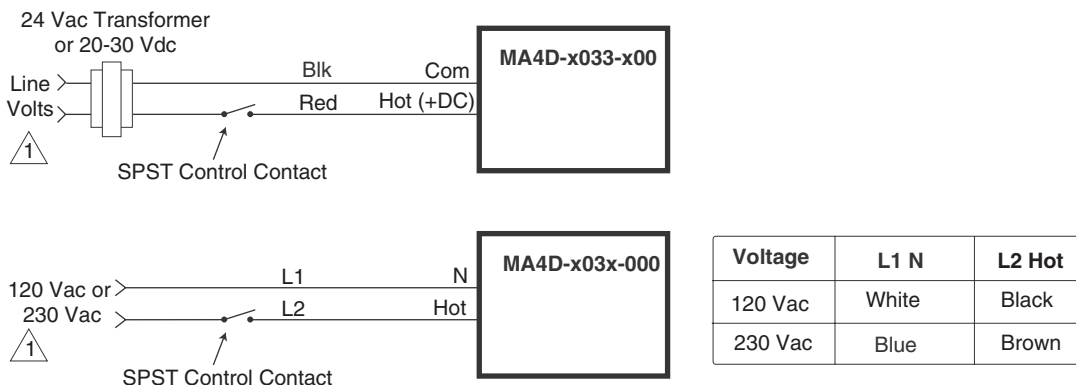 24 Vac Transformer
or 20-30 Vdc
Line
Volts
1
Blk
Com
Red
Hot (+DC)
MA4D-x033-x00
SPST Control Contact
120 Vac or
230 Vac
1
L1
N
L2
Hot
MA4D-x03x-000
SPST Control Contact
Voltage L1 N L2 Hot
120 Vac White Black
230 Vac Blue Brown